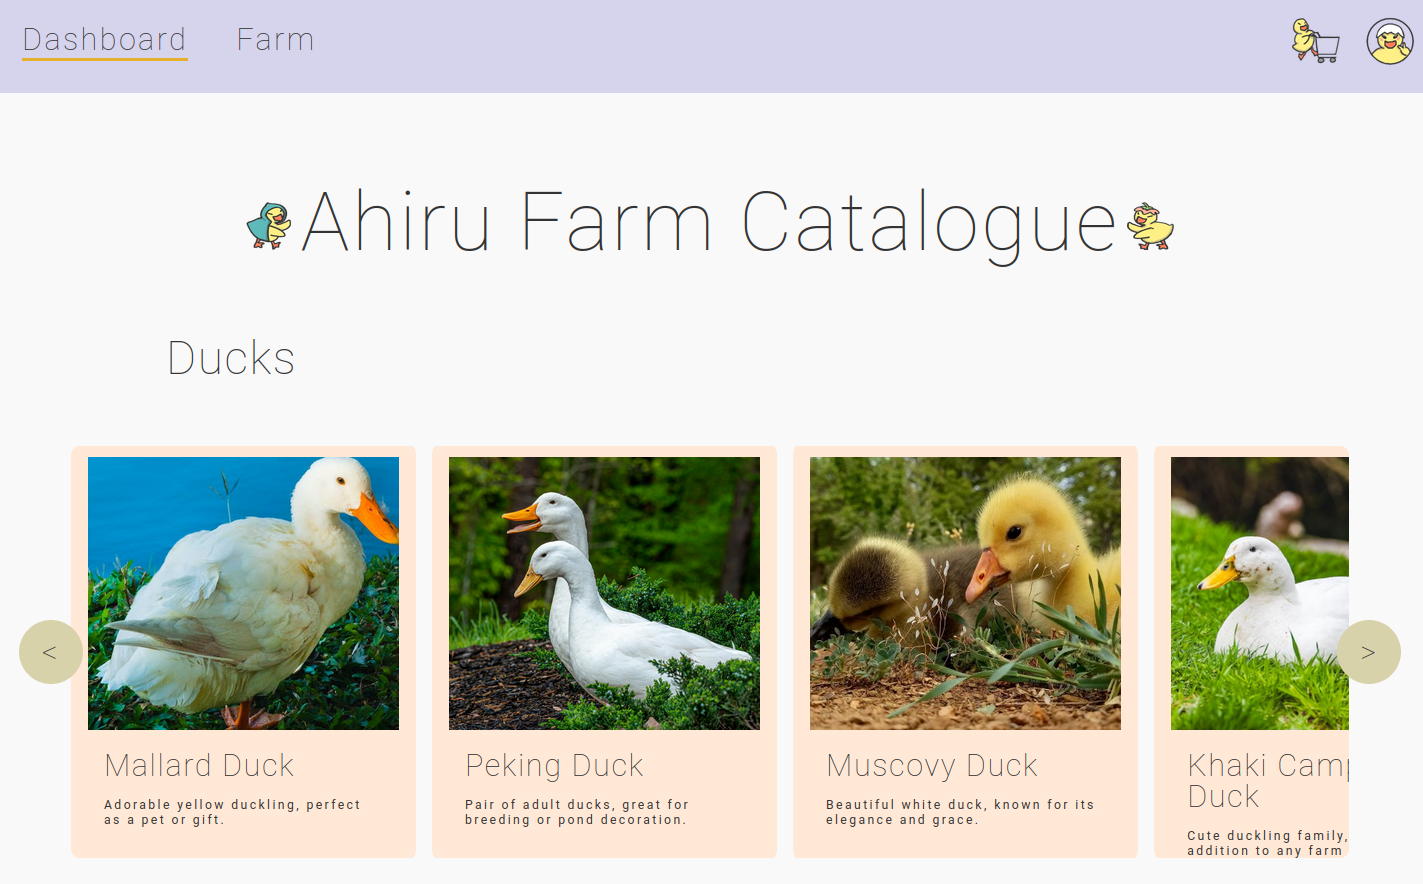 Dashboard Farm
Ahiru Farm Catalogue
Ducks
<
>
Mallard Duck
Adorable yellow duckling, perfect
as a pet or gift.
Peking Duck
Pair of adult ducks, great for
breeding or pond decoration.
Muscovy Duck
Beautiful white duck, known for its
elegance and grace.
Khaki Camp
Duck
Cute duckling family,
addition to any farm